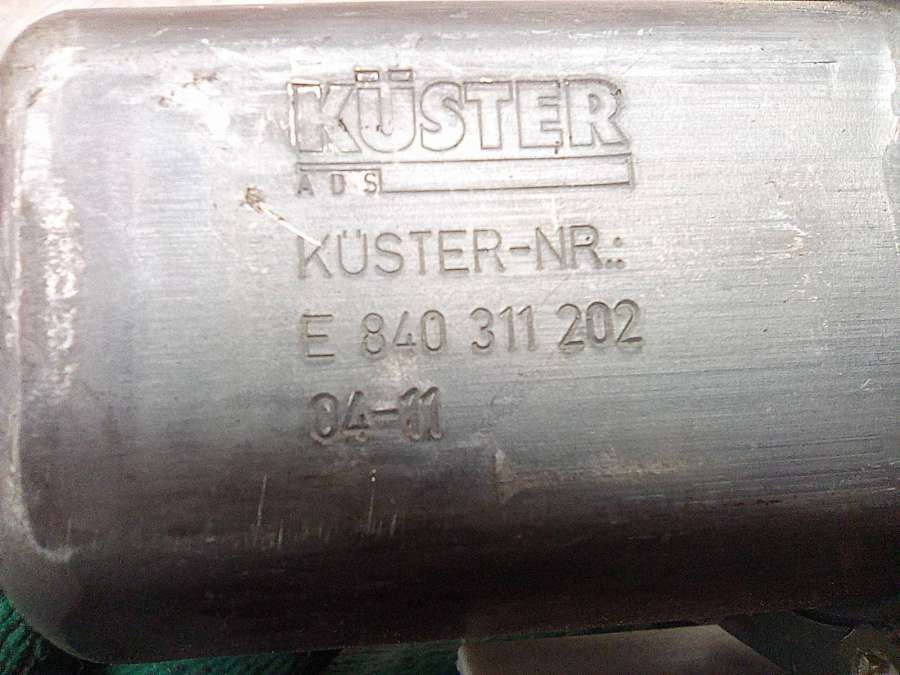 KÜSTER
ADS
KÜSTER-NR.:
E 840 311 202
04-11